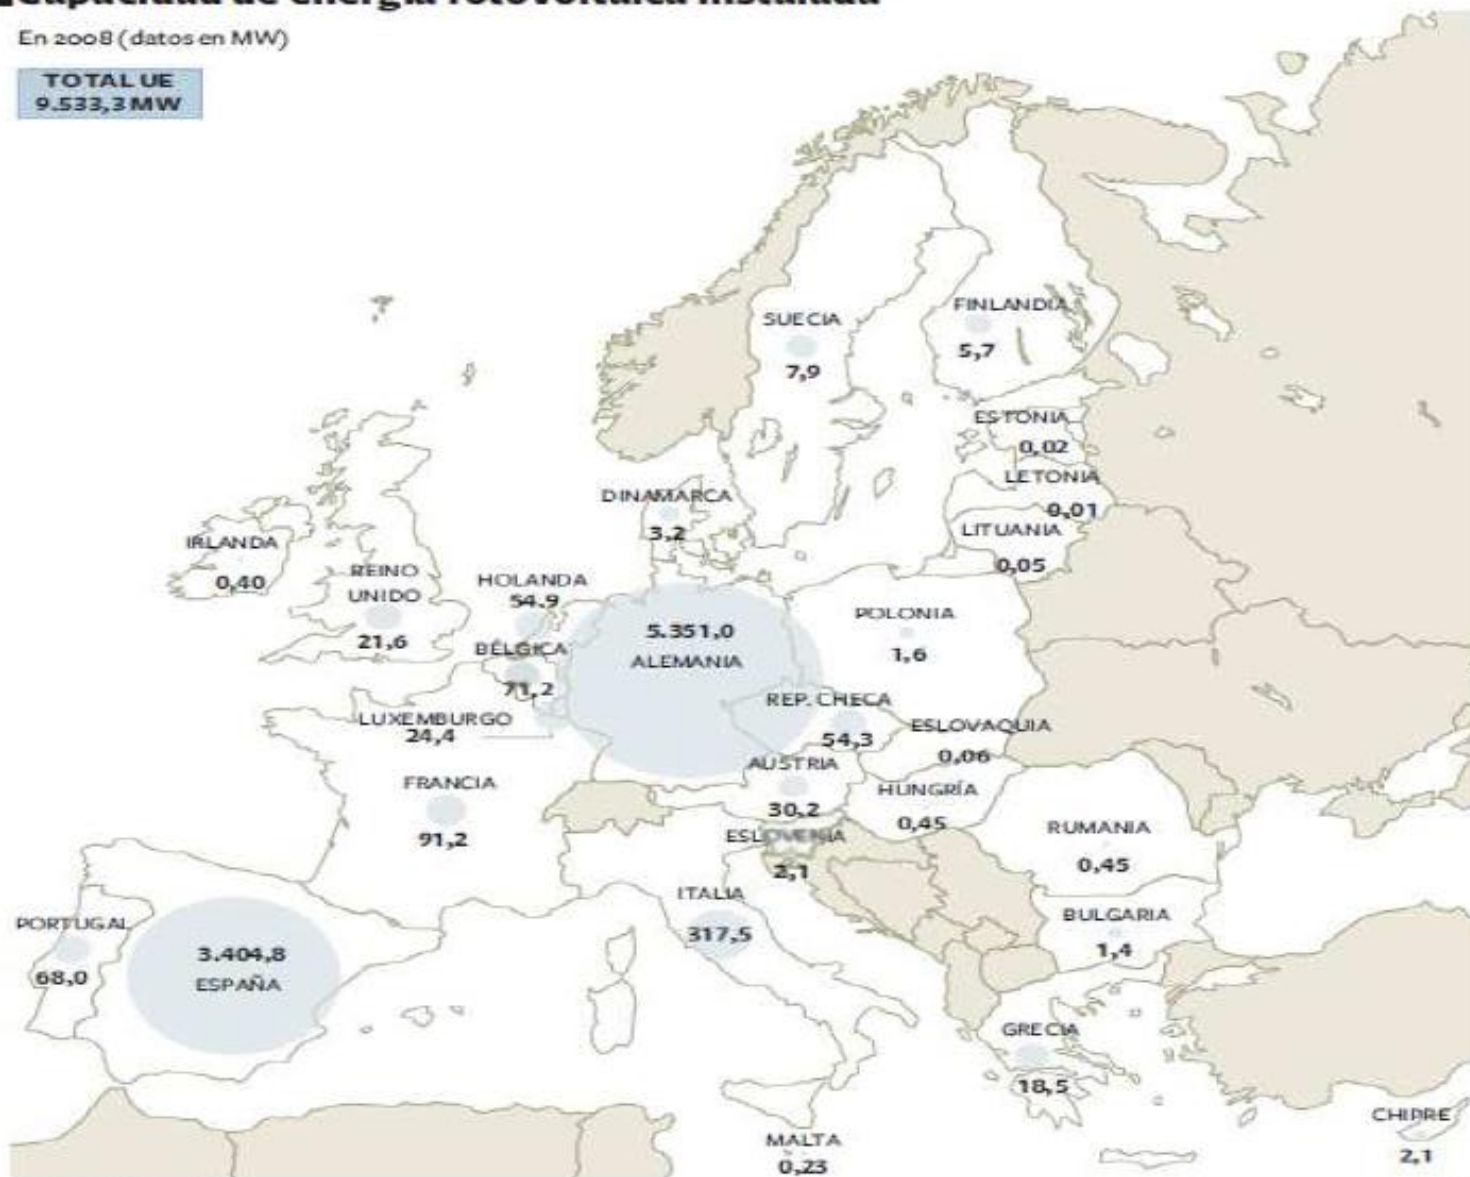 Capacidad de energía fotovoltaica instalada
En 2008 (datos en MW)
TOTAL UE
9.533,3 MW
SUECIA
7,9
FINLANDIA
5,7
ESTONIA
0,02
LETONIA
0,01
LITUANIA
0,05
DINAMARCA
3,2
IRLANDA
0,40
REINO
UNIDO
21,6
HOLANDA
54.9
BÉLGICA
71,2
LUXEMBURGO
24,4
5.351,0
ALEMANIA
POLONIA
1,6
REP. CHECA
54,3
ESLOVAQUIA
0,06
AUSTRIA
30,2
HUNGRÍA
0,45
ESLOVENIA
2,1
RUMANIA
0,45
FRANCIA
91,2
ITALIA
317,5
BULGARIA
1,4
PORTUGAL
68,0
3.404,8
ESPAÑA
GRECIA
18,5
MALTA
0,23
CHIPRE
2,1